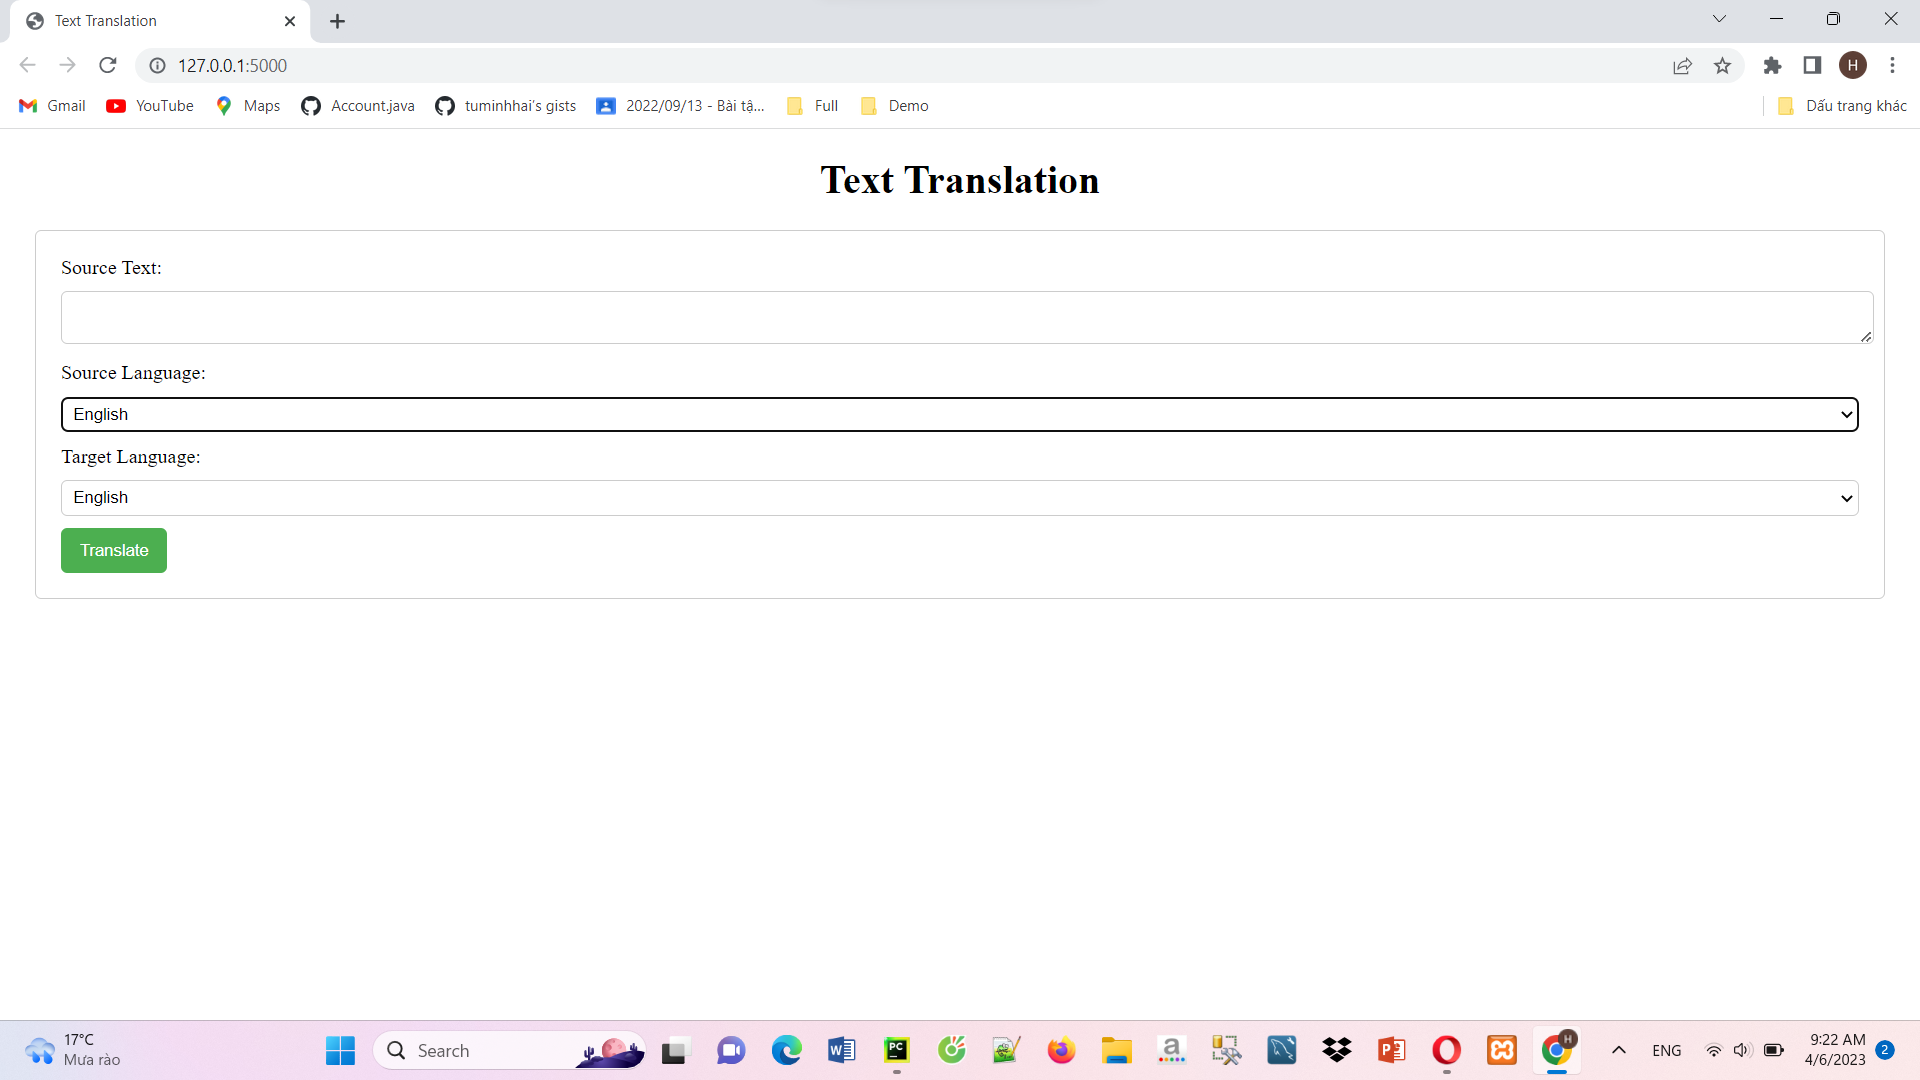 Text Translation
127.0.0.1:5000
H
Gmail
YouTube
Maps
Account.java
tuminhhai's gists
2022/09/13 - Bài tậ...
Full
Demo
Dấu trang khác
Text Translation
Source Text:
Source Language:
English
Target Language:
English
Translate
17°C
Mưa rào
Search
W
PC
a
P
H
ENG
9:22 AM
4/6/2023
2